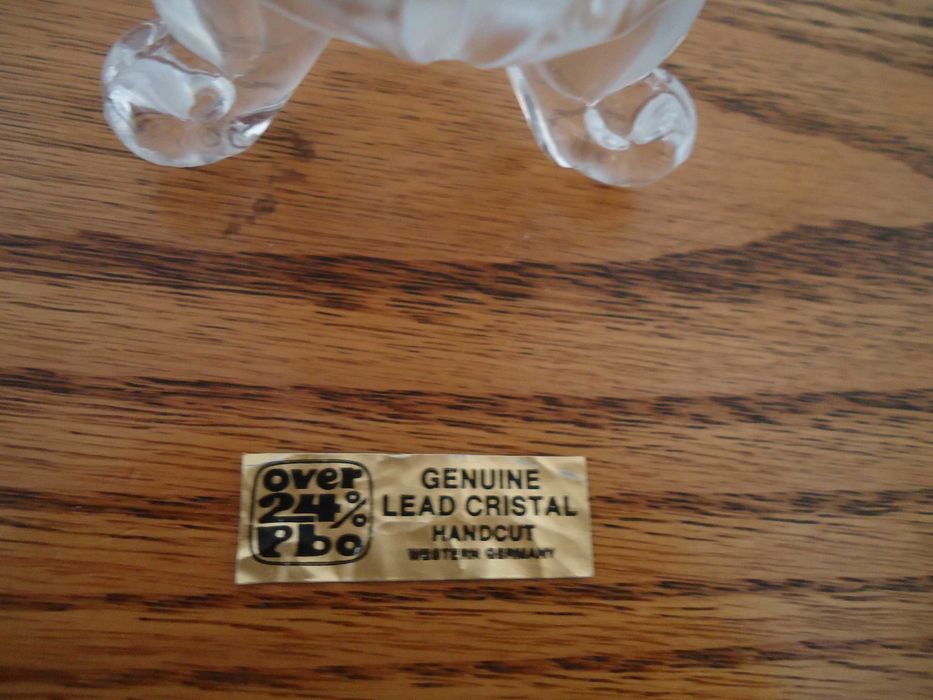 over
24%
Pbo
GENUINE
LEAD CRISTAL
HANDCUT
WESTERN GERMANY